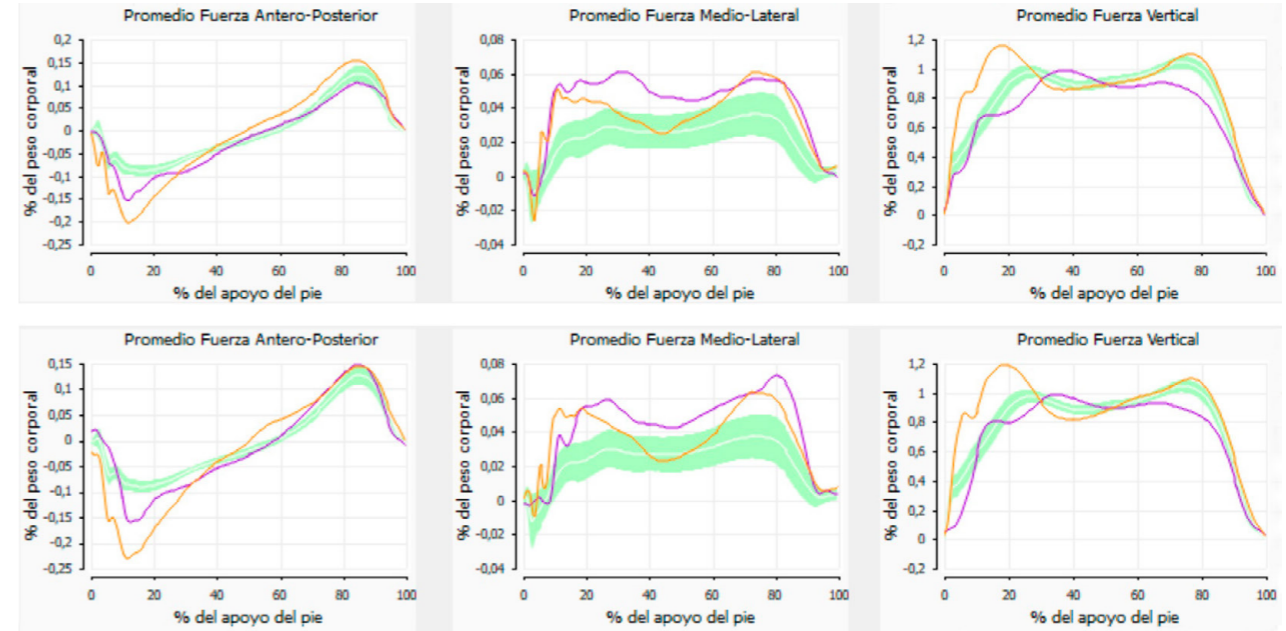 Promedio Fuerza Antero-Posterior
% del peso corporal
0,2
0,15
0,1
0,05
0
-0,05
-0,1
-0,15
-0,2
-0,25
0 20 40 60 80 100
% del apoyo del pie
Promedio Fuerza Medio-Lateral
% del peso corporal
0,08
0,06
0,04
0,02
0
-0,02
-0,04
0 20 40 60 80 100
% del apoyo del pie
Promedio Fuerza Vertical
% del peso corporal
1,2
1
0,8
0,6
0,4
0,2
0
-0,2
0 20 40 60 80 100
% del apoyo del pie
Promedio Fuerza Antero-Posterior
% del peso corporal
0,15
0,1
0,05
0
-0,05
-0,1
-0,15
-0,2
-0,25
0 20 40 60 80 100
% del apoyo del pie
Promedio Fuerza Medio-Lateral
% del peso corporal
0,08
0,06
0,04
0,02
0
-0,02
-0,04
0 20 40 60 80 100
% del apoyo del pie
Promedio Fuerza Vertical
% del peso corporal
1,2
1
0,8
0,6
0,4
0,2
0
-0,2
0 20 40 60 80 100
% del apoyo del pie